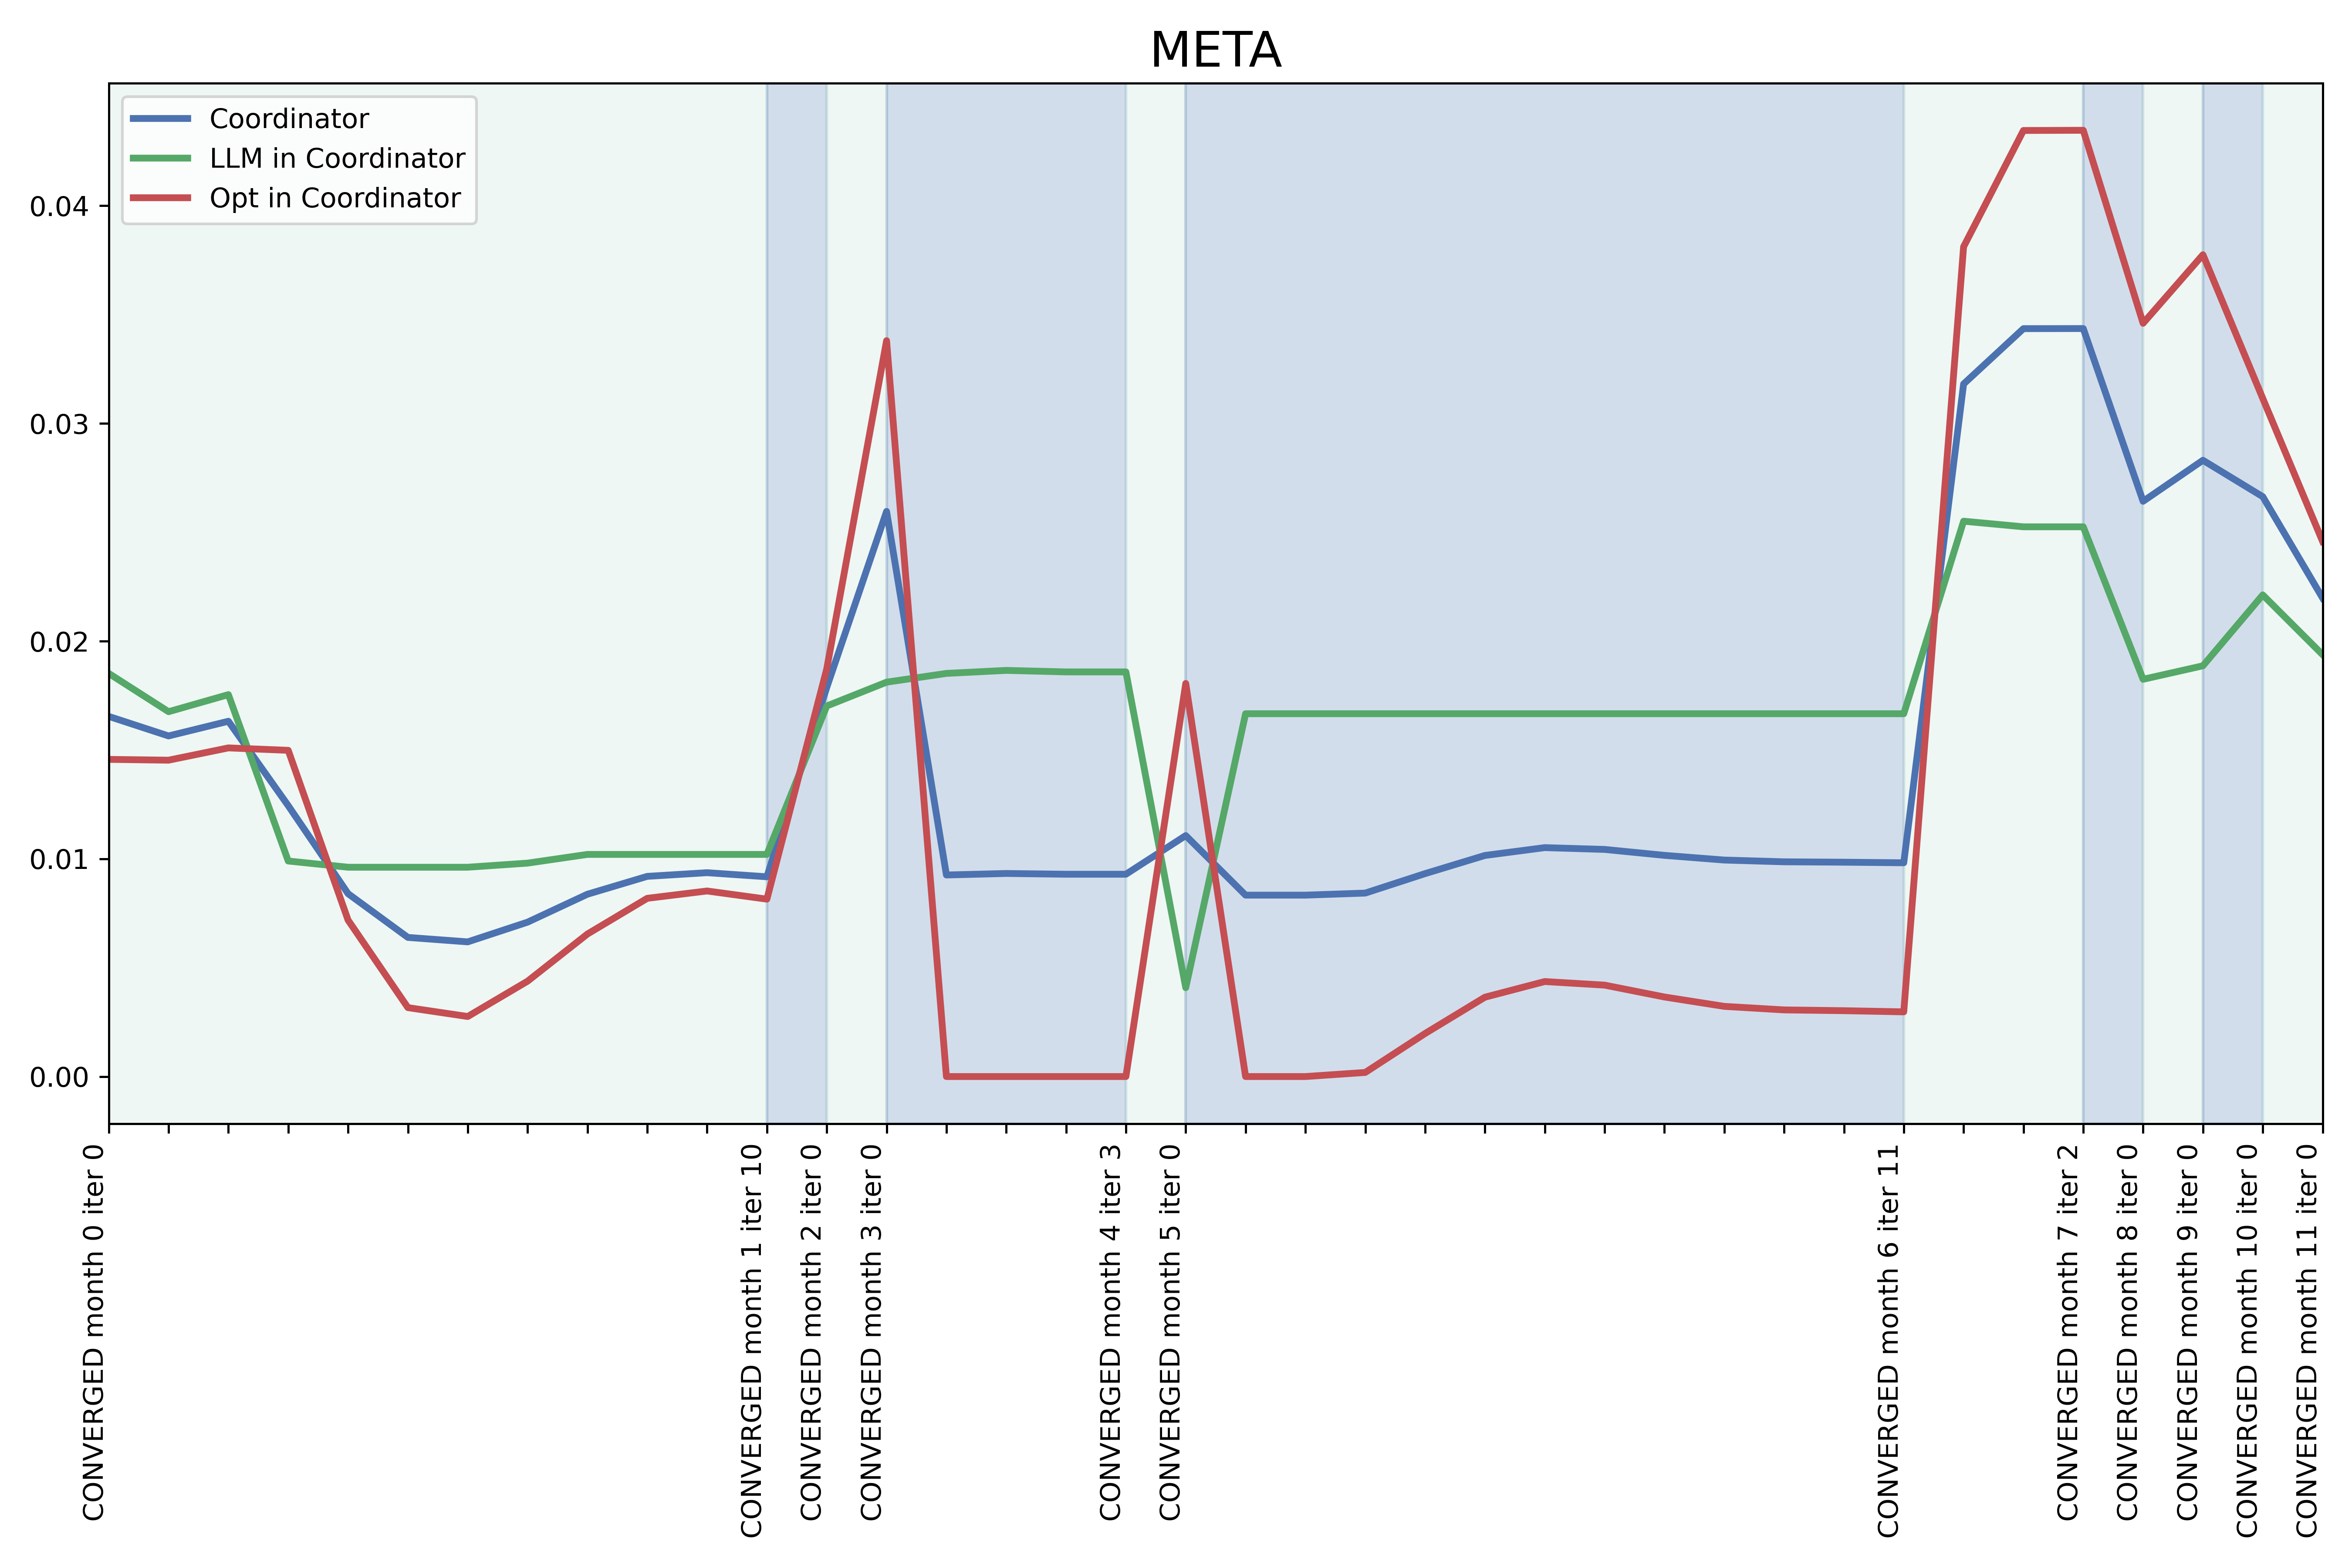 META
Coordinator
LLM in Coordinator
Opt in Coordinator
0.04
0.03
0.02
0.01
0.00
CONVERGED month 0 iter 0
CONVERGED month 1 iter 10
CONVERGED month 2 iter 0
CONVERGED month 3 iter 0
CONVERGED month 4 iter 3
CONVERGED month 5 iter 0
CONVERGED month 6 iter 11
CONVERGED month 7 iter 2
CONVERGED month 8 iter 0
CONVERGED month 9 iter 0
CONVERGED month 10 iter 0
CONVERGED month 11 iter 0